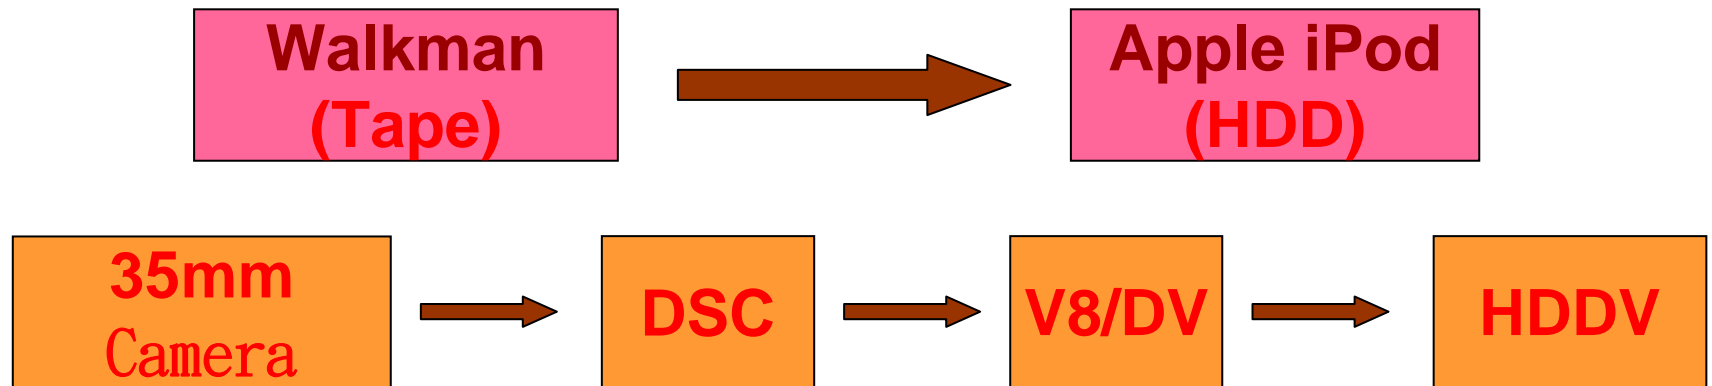 Walkman
(Tape)
Apple iPod
(HDD)
35mm
Camera
DSC
V8/DV
HDDV